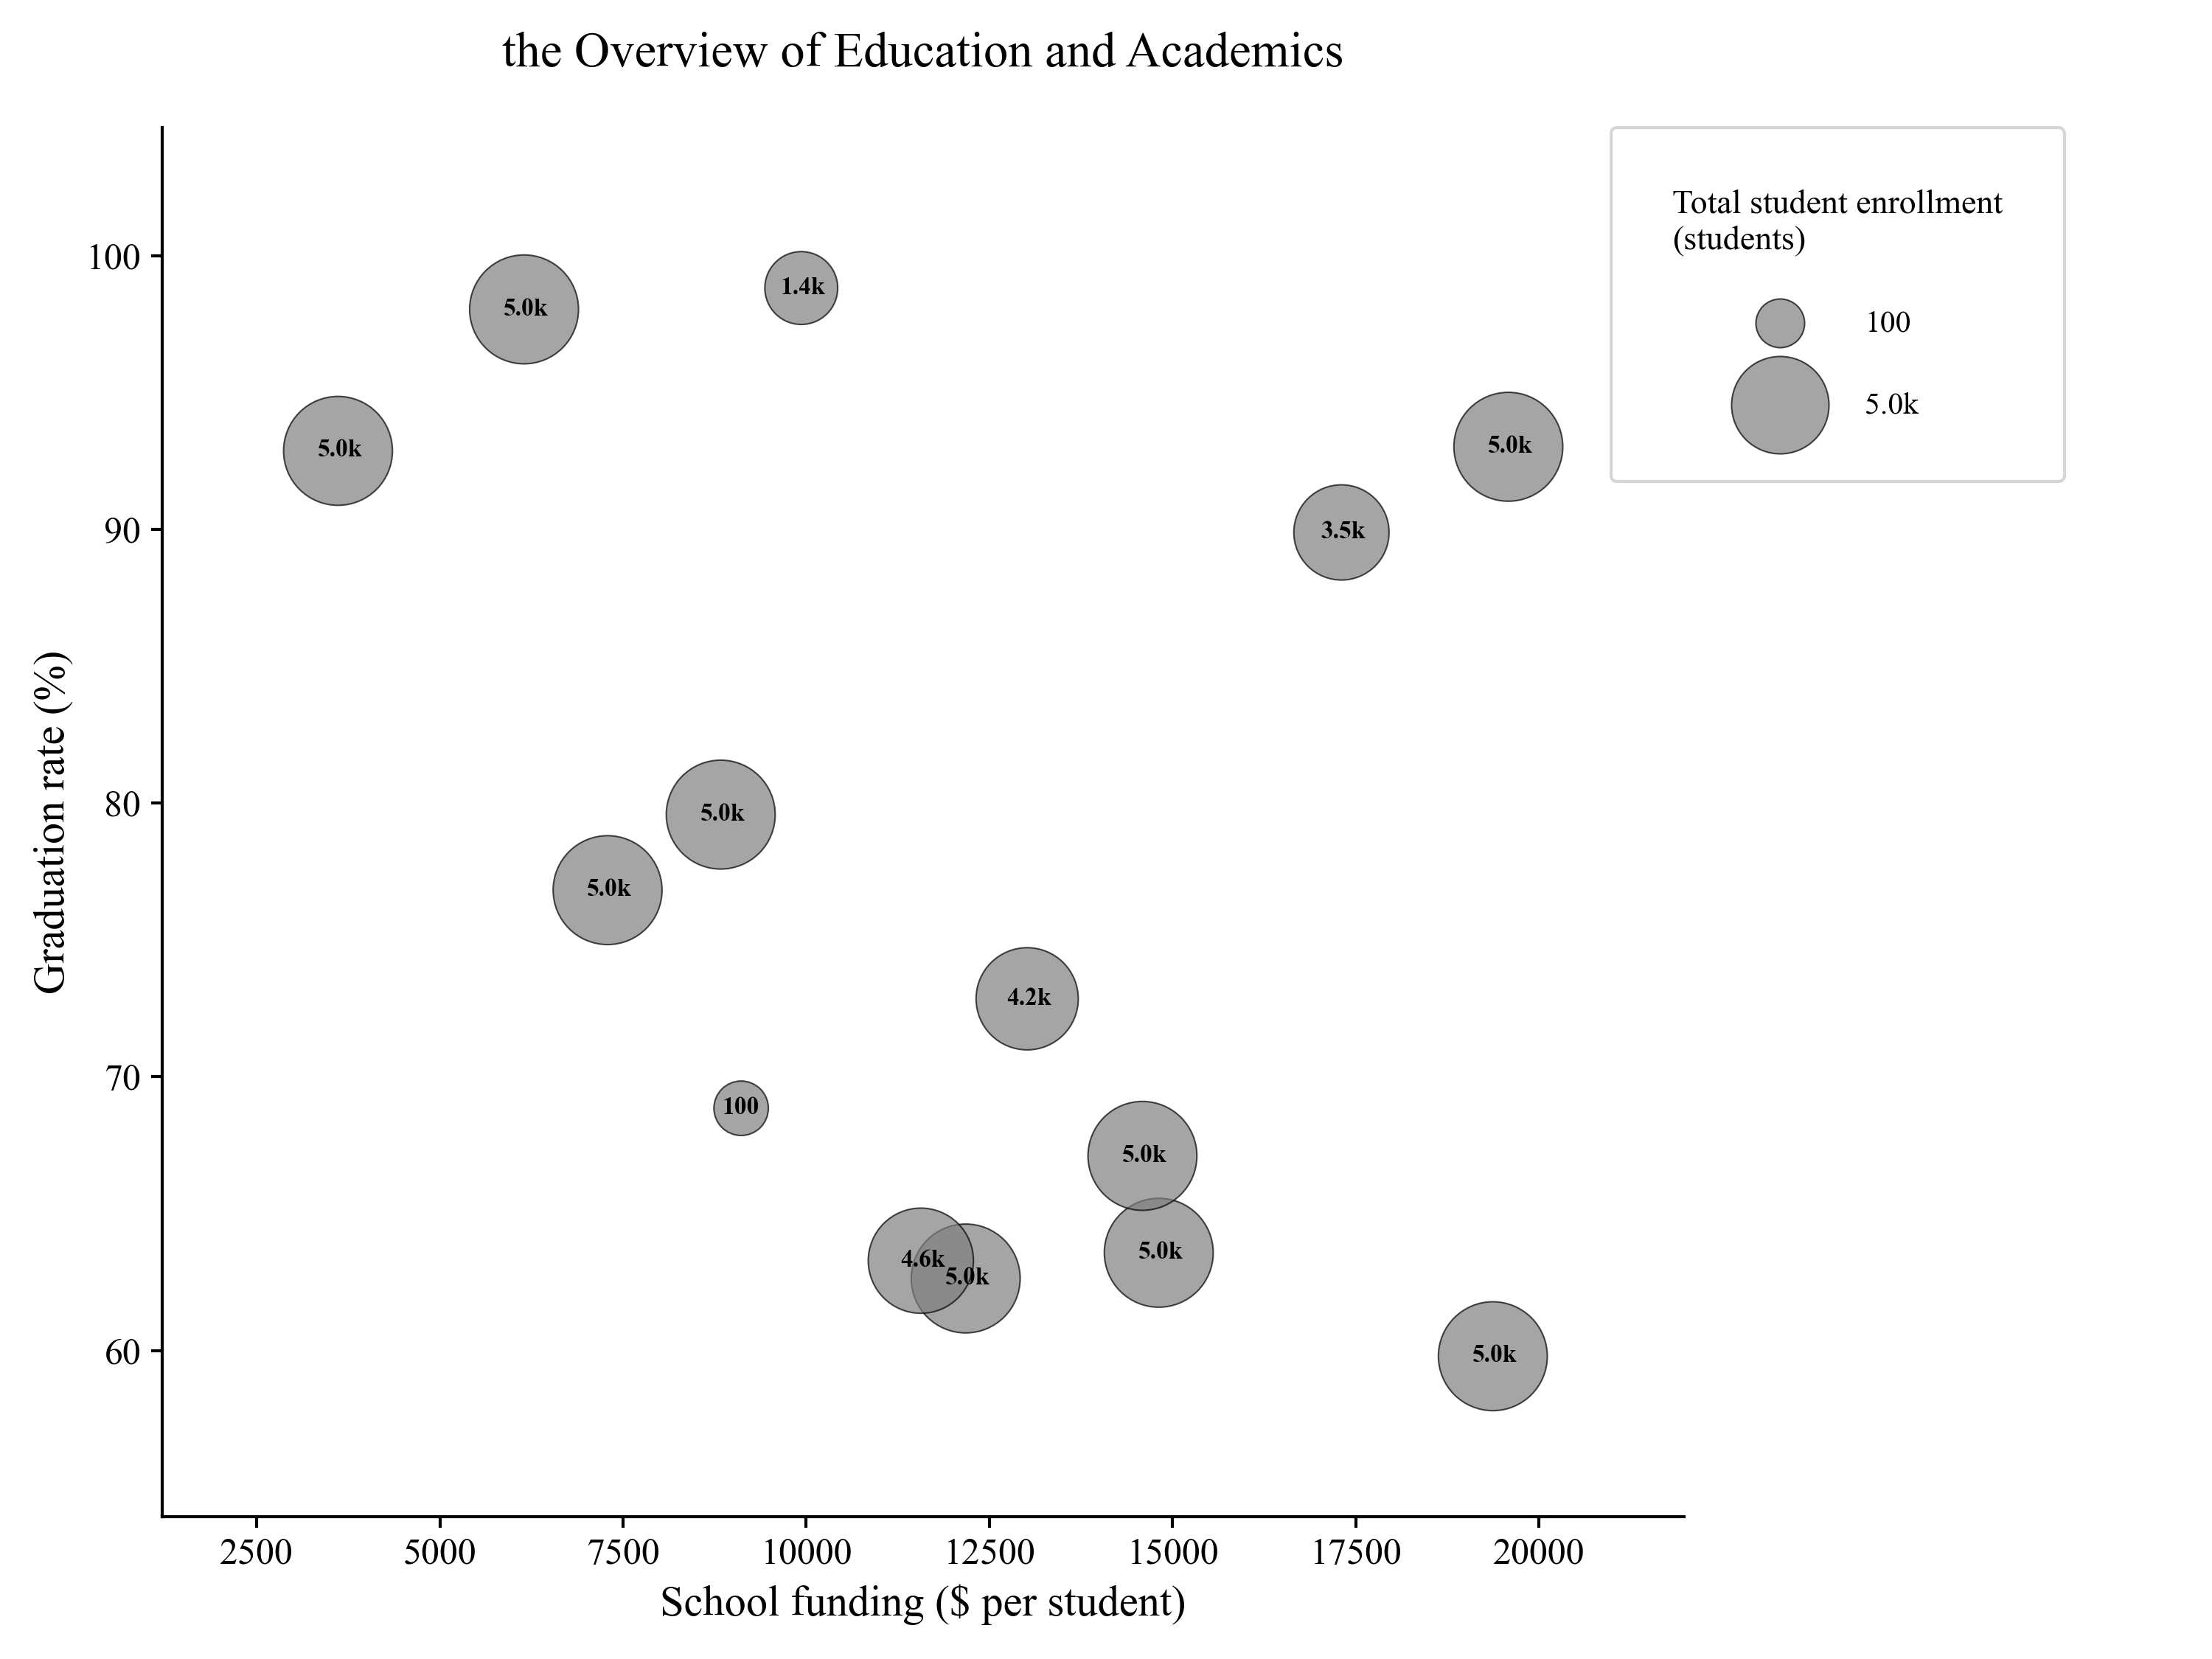 the Overview of Education and Academics
Total student enrollment
(students)
100
5.0k
Graduation rate (%)
100
90
80
70
60
5.0k
1.4k
5.0k
5.0k
3.5k
5.0k
5.0k
4.2k
100
5.0k
5.0k
4.6k
5.0k
5.0k
2500 5000 7500 10000 12500 15000 17500 20000
School funding ($ per student)